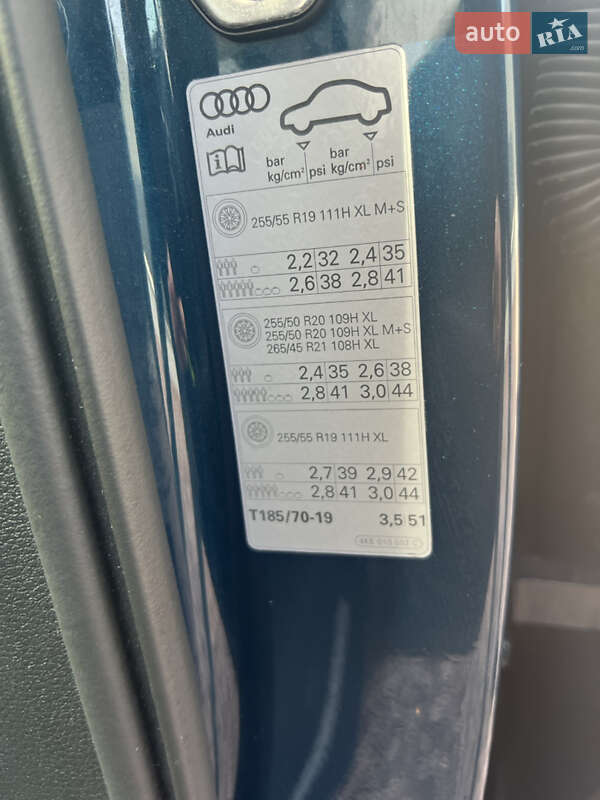 auto RIA.com
Audi
bar bar
kg/cm² psi kg/cm² psi
255/55 R19 111H XL M+S
2,2 32 2,4 35
2,6 38 2,8 41
255/50 R20 109H XL
255/50 R20 109H XL M+S
265/45 R21 108H XL
2,4 35 2,6 38
2,8 41 3,0 44
255/55 R19 111H XL
2,7 39 2,9 42
2,8 41 3,0 44
T185/70-19 3,5 51